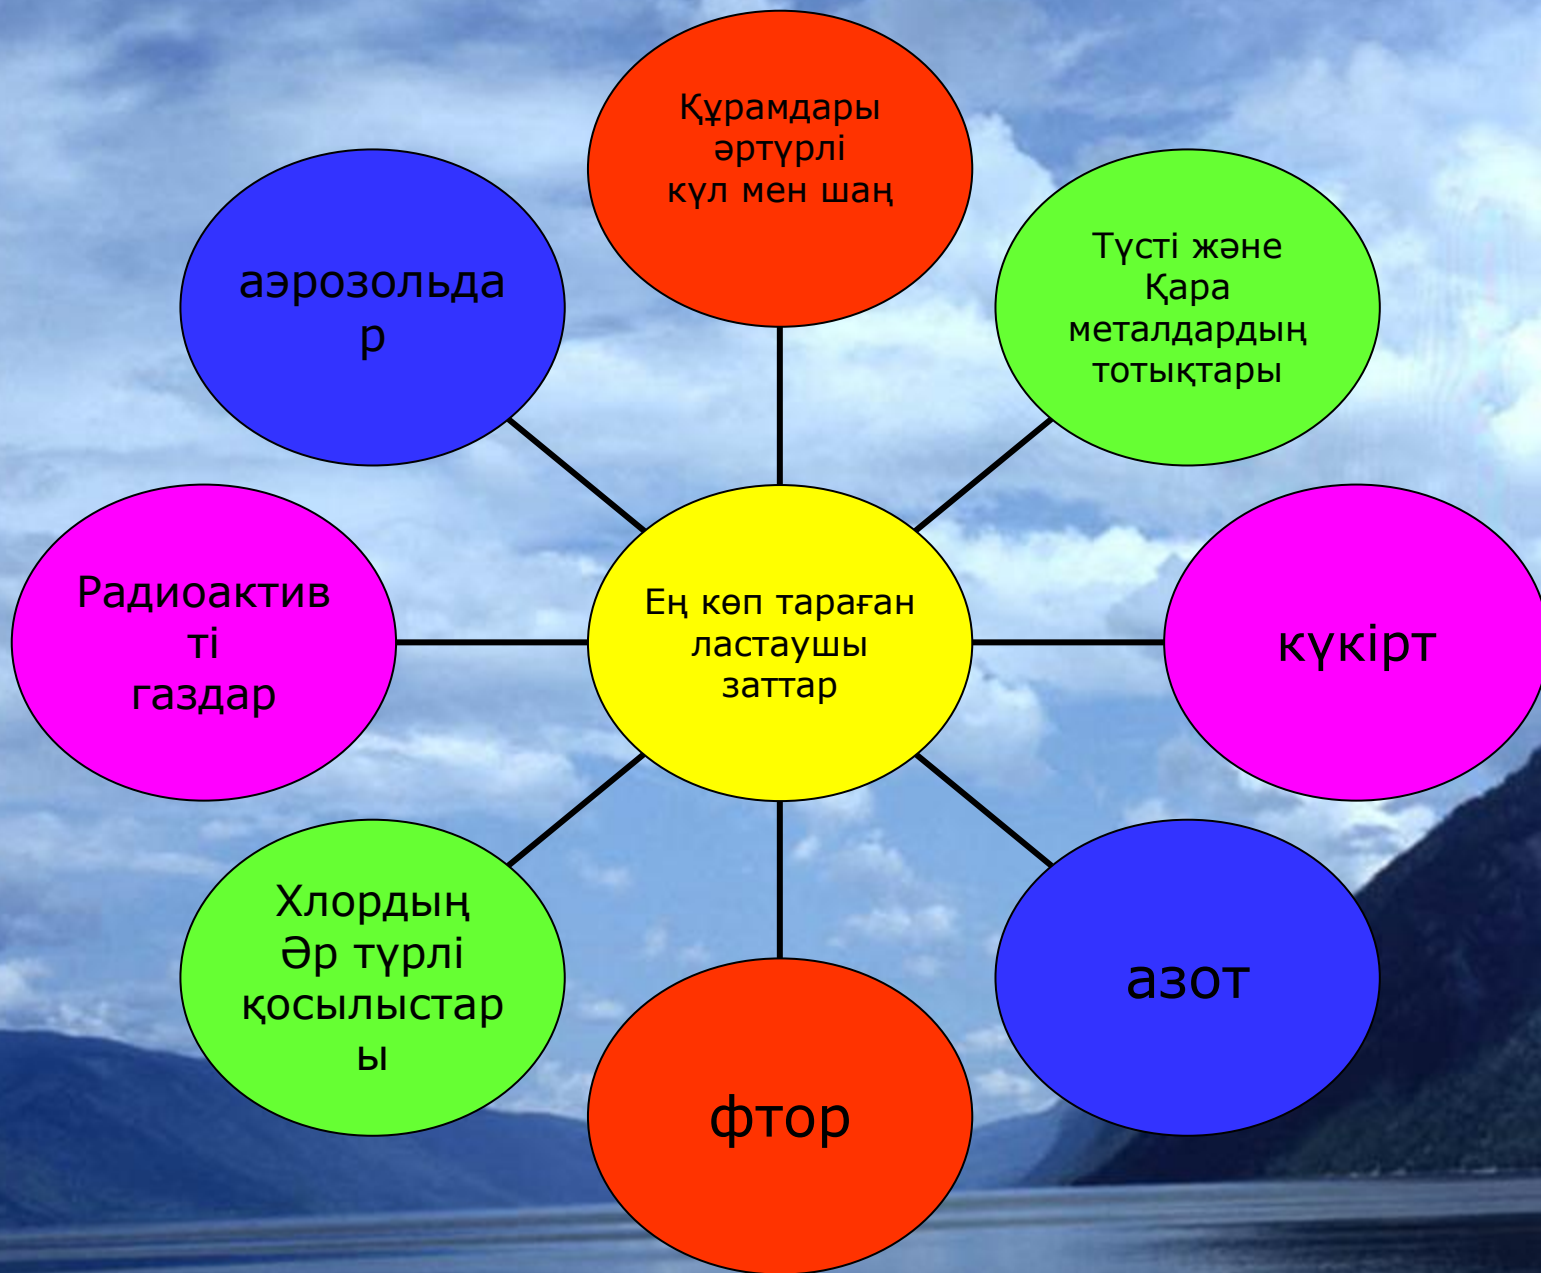 Құрамдары
әртүрлі
күл мен шаң
Түсті және
Қара
металдардың
тотықтары
күкірт
азот
фтор
Хлордың
Әр түрлі
қосылыстар
ы
Радиоактив
ті
газдар
аэрозольда
р
Ең көп тараған
ластаушы
заттар